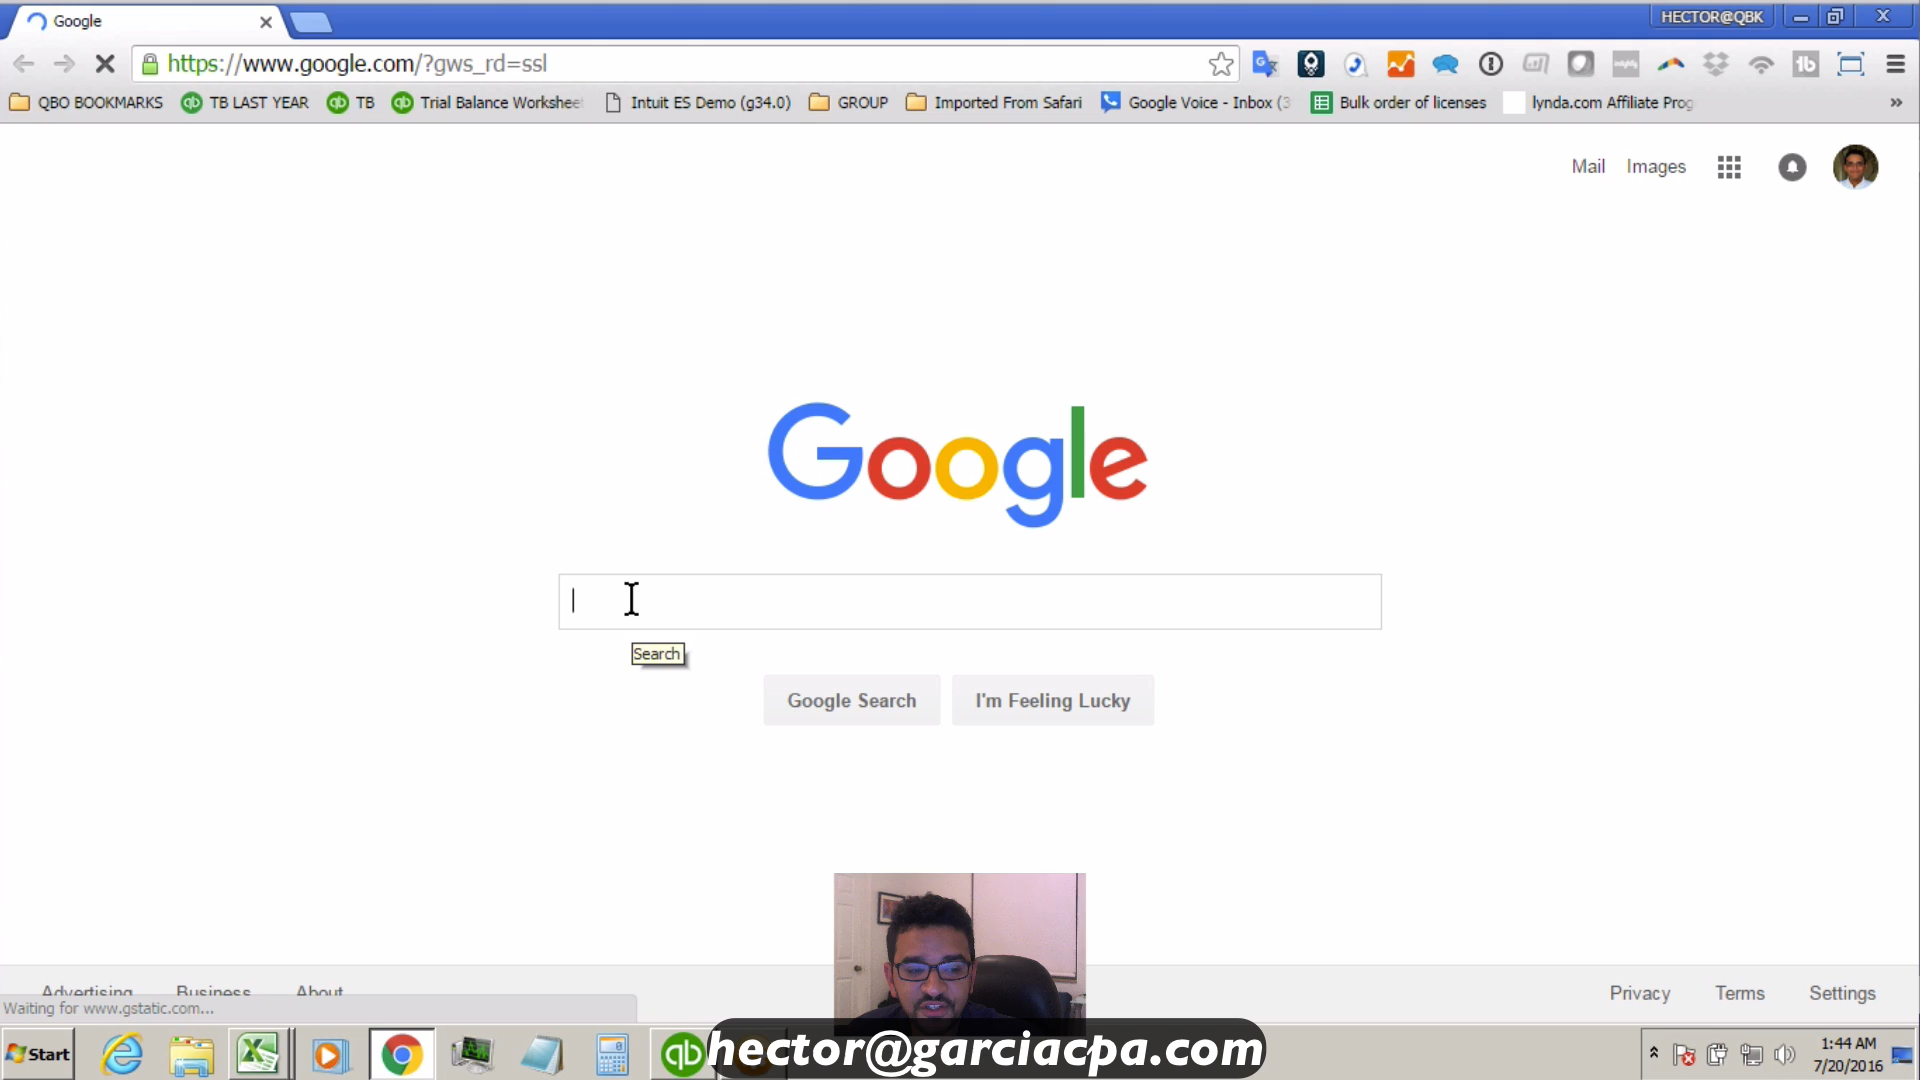 Google
HECTOR@QBK
https://www.google.com/?gws_rd=ssl
QBO BOOKMARKS TB LAST YEAR TB Trial Balance Workshee Intuit ES Demo (g34.0) GROUP Imported From Safari Google Voice - Inbox (3 Bulk order of licenses lynda.com Affiliate Prog »
Mail Images
Google
Search
Google Search I'm Feeling Lucky
Advertising Business About Privacy Terms Settings
Waiting for www.gstatic.com...
Start qb hector@garciacpa.com 1:44 AM
7/20/2016